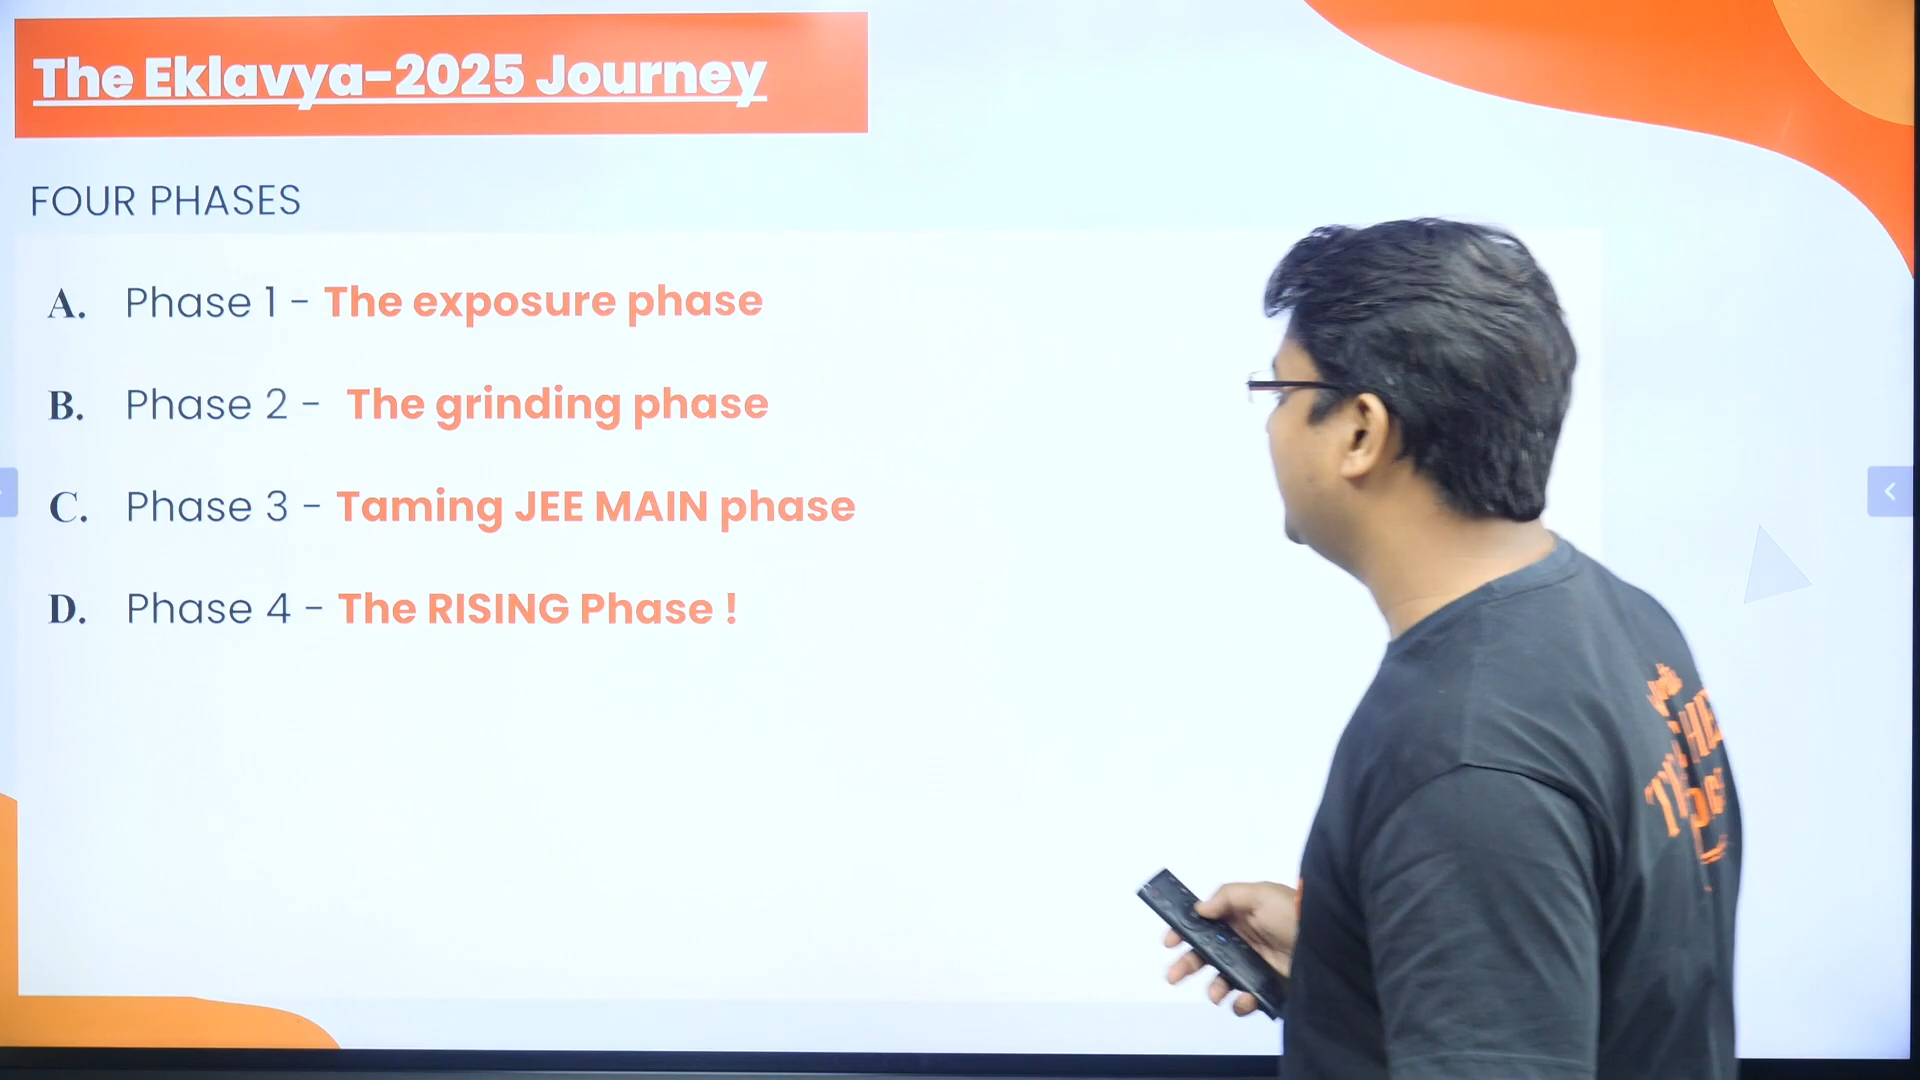 The Eklavya-2025 Journey
FOUR PHASES
A. Phase 1 - The exposure phase
B. Phase 2 - The grinding phase
C. Phase 3 - Taming JEE MAIN phase
D. Phase 4 - The RISING Phase !